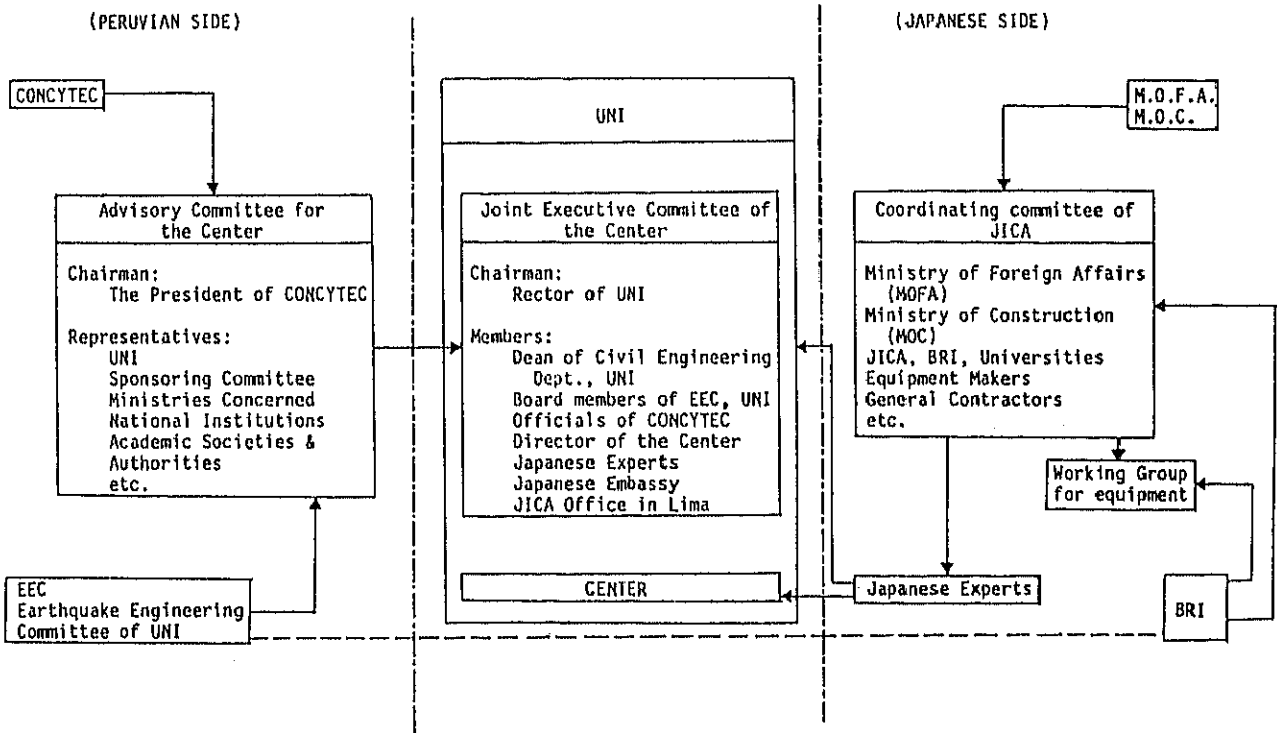 (PERUVIAN SIDE)
(JAPANESE SIDE)
CONCYTEC
UNI
M.O.F.A.
M.O.C.
Advisory Committee for
the Center
Chairman:
The President of CONCYTEC
Representatives:
UNI
Sponsoring Committee
Ministries Concerned
National Institutions
Academic Societies &
Authorities
etc.
Joint Executive Committee of
the Center
Chairman:
Rector of UNI
Members:
Dean of Civil Engineering
Dept., UNI
Board members of EEC, UNI
Officials of CONCYTEC
Director of the Center
Japanese Experts
Japanese Embassy
JICA Office in Lima
Coordinating committee of
JICA
Ministry of Foreign Affairs
(MOFA)
Ministry of Construction
(MOC)
JICA, BRI, Universities
Equipment Makers
General Contractors
etc.
Working Group
for equipment
EEC
Earthquake Engineering
Committee of UNI
CENTER
Japanese Experts
BRI